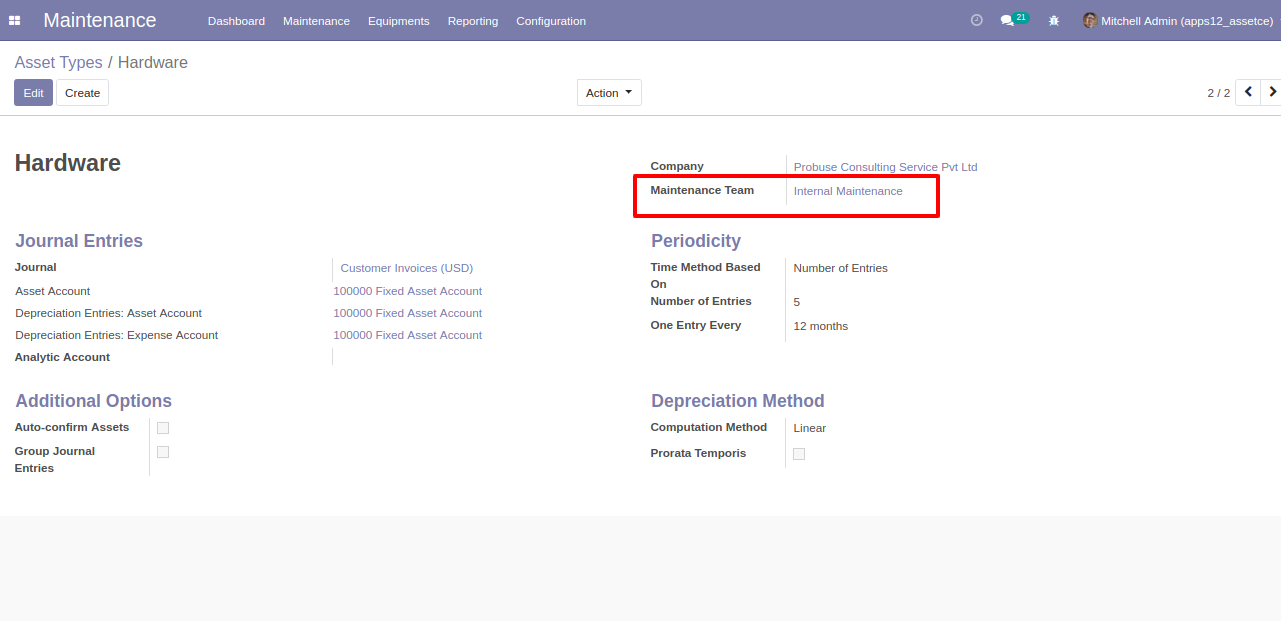 Maintenance Dashboard Maintenance Equipments Reporting Configuration 21 Mitchell Admin (apps12_assetce)
Asset Types / Hardware
Edit Create Action 2 / 2
Hardware
Company Probuse Consulting Service Pvt Ltd
Maintenance Team Internal Maintenance
Journal Entries
Journal Customer Invoices (USD)
Asset Account 100000 Fixed Asset Account
Depreciation Entries: Asset Account 100000 Fixed Asset Account
Depreciation Entries: Expense Account 100000 Fixed Asset Account
Analytic Account
Periodicity
Time Method Based Number of Entries
On
Number of Entries 5
One Entry Every 12 months
Additional Options
Auto-confirm Assets
Group Journal
Entries
Depreciation Method
Computation Method Linear
Prorata Temporis